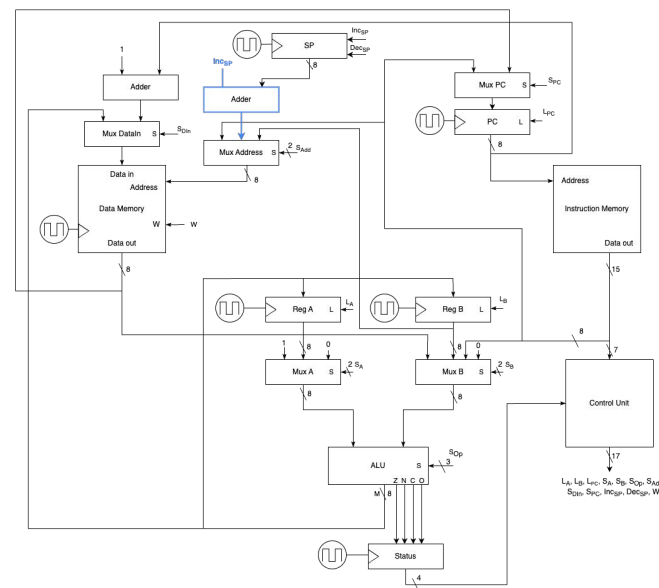 Inc_SP
SP
Dec_SP
1
8
Inc_SP
Adder
Adder
Mux PC
S
S_PC
Mux DataIn
S
S_DIn
PC
L
L_PC
Mux Address
S
2
S_Add
8
8
Data in
Address
Data Memory
W
W
Data out
Address
Instruction Memory
Data out
8
15
Reg A
L
L_A
Reg B
L
L_B
8
1
8
0
8
0
7
Mux A
S
2
S_A
Mux B
S
2
S_B
Control Unit
8
8
S_Op
ALU
S
3
17
Z N C O
M
8
L_A, L_B, L_PC, S_A, S_B, S_Op, S_Ad
S_DIn, S_PC, Inc_SP, Dec_SP, W
Status
4